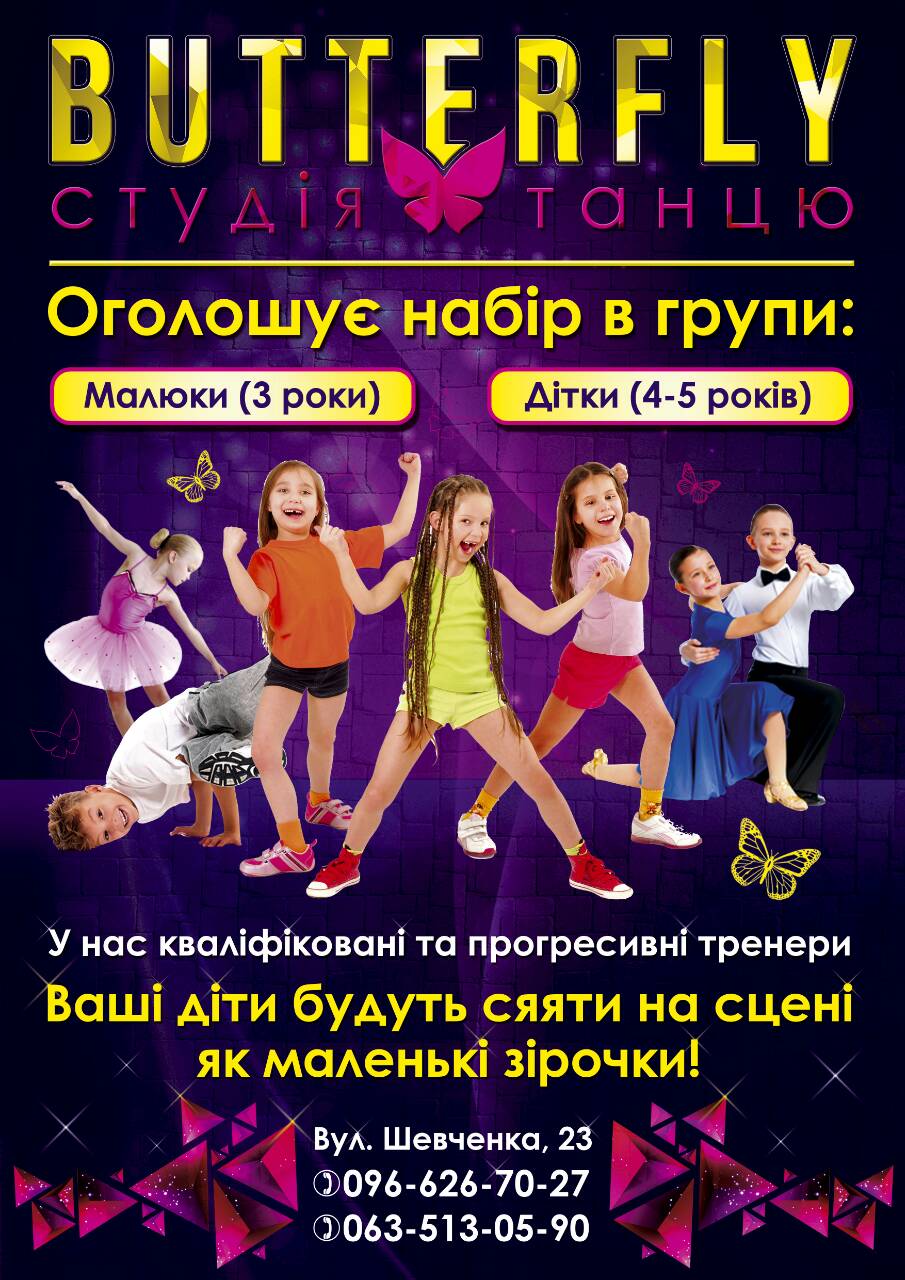 BUTTERFLY
студія танцю
Оголошує набір в групи:
Малюки (3 роки)
Дітки (4-5 років)
У нас кваліфіковані та прогресивні тренери
Ваші діти будуть сяяти на сцені
як маленькі зірочки!
Вул. Шевченка, 23
✆096-626-70-27
✆063-513-05-90